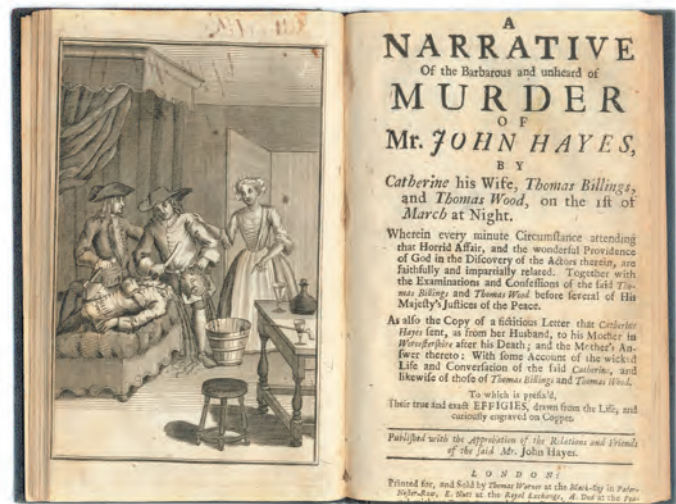 A
NARRATIVE
Of the Barbarous and unheard of
MURDER
OF
Mr. JOHN HAYES,
BY
Catherine his Wife, Thomas Billings,
and Thomas Wood, on the 1ſt of
March at Night.
Wherein every minute Circumſtance attending
that Horrid Affair, and the wonderful Providence
of God in the Diſcovery of the Actors therein, are
faithfully and impartially related. Together with
the Examinations and Confeſſions of the ſaid Tho-
mas Billings and Thomas Wood before ſeveral of His
Majeſty's Juſtices of the Peace.
As alſo the Copy of a fictitious Letter that Catherine
Hayes ſent, as from her Husband, to his Mother in
Worceſterſhire after his Death; and the Mother's An-
ſwer thereto: With ſome Account of the wicked
Life and Converſation of the ſaid Catherine, and
likewiſe of thoſe of Thomas Billings and Thomas Wood.
To which is prefix'd,
Their true and exact EFFIGIES, drawn from the Life, and
curiouſly engraved on Copper.
Publiſhed with the Approbation of the Relations and Friends
of the ſaid Mr. John Hayes.
LONDON:
Printed for, and Sold by Thomas Warner at the Black-Boy in Pater-
Noſter-Row, E. Nutt at the Royal Exchange, A. Dod at the Pea-